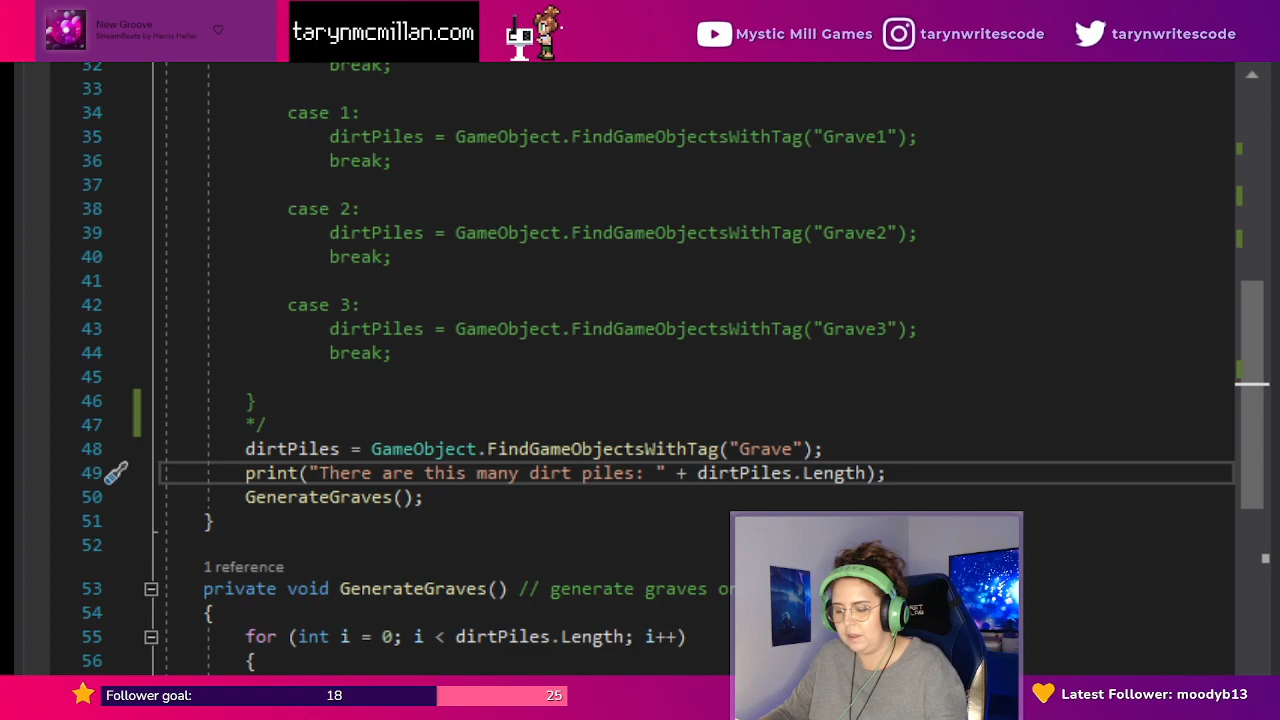 New Groove
StreamBeats by Harris Heller
tarynmcmillan.com
Mystic Mill Games
tarynwritescode
tarynwritescode
32 break;
33
34 case 1:
35 dirtPiles = GameObject.FindGameObjectsWithTag("Grave1");
36 break;
37
38 case 2:
39 dirtPiles = GameObject.FindGameObjectsWithTag("Grave2");
40 break;
41
42 case 3:
43 dirtPiles = GameObject.FindGameObjectsWithTag("Grave3");
44 break;
45
46 }
47 */
48 dirtPiles = GameObject.FindGameObjectsWithTag("Grave");
49 print("There are this many dirt piles: " + dirtPiles.Length);
50 GenerateGraves();
51 }
52
1 reference
53 private void GenerateGraves() // generate graves
54 {
55 for (int i = 0; i < dirtPiles.Length; i++)
56 {
Follower goal: 18 25
Latest Follower: moodyb13